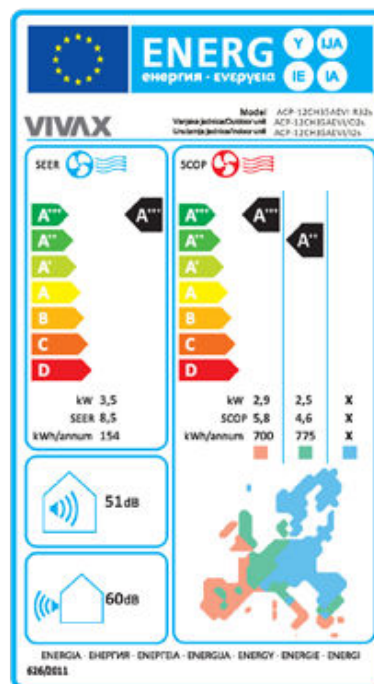 ENERG
енергия · ενεργεια
Y IJA
IE IA
VIVAX
Model ACP-12CH35AEVI R32s
Vanjska jedinica/Outdoor unit ACP-12CH35AEVI/O2s
Unutarnja jedinica/Indoor unit ACP-12CH35AEVI/I2s
SEER
A+++ A+++
A++
A+
A
B
C
D
kW 3,5
SEER 8,5
kWh/annum 154
SCOP
A+++ A+++
A++ A++
A+
A
B
C
D
kW 2,9 2,5 X
SCOP 5,8 4,6 X
kWh/annum 700 775 X
51dB
60dB
ENERGIA · ЕНЕРГИЯ · ΕΝΕΡΓΕΙΑ · ENERGIJA · ENERGY · ENERGIE · ENERGI
626/2011